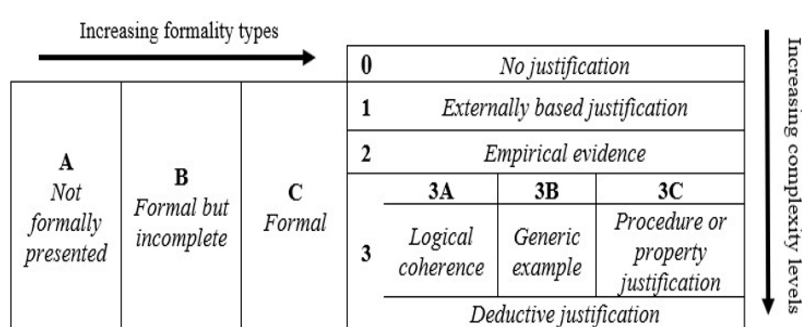 Increasing formality types
0
No justification
1
Externally based justification
2
Empirical evidence
A
Not
formally
presented
B
Formal but
incomplete
C
Formal
3
3A
3B
3C
Logical
coherence
Generic
example
Procedure or
property
justification
Deductive justification
Increasing complexity levels